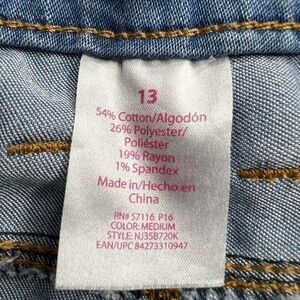 13
54% Cotton/Algodón
26% Polyester/
Poliéster
19% Rayon
1% Spandex
Made in/Hecho en
China
RN# 57116 P16
COLOR: MEDIUM
STYLE: NJ35B720K
EAN/UPC 84273310947